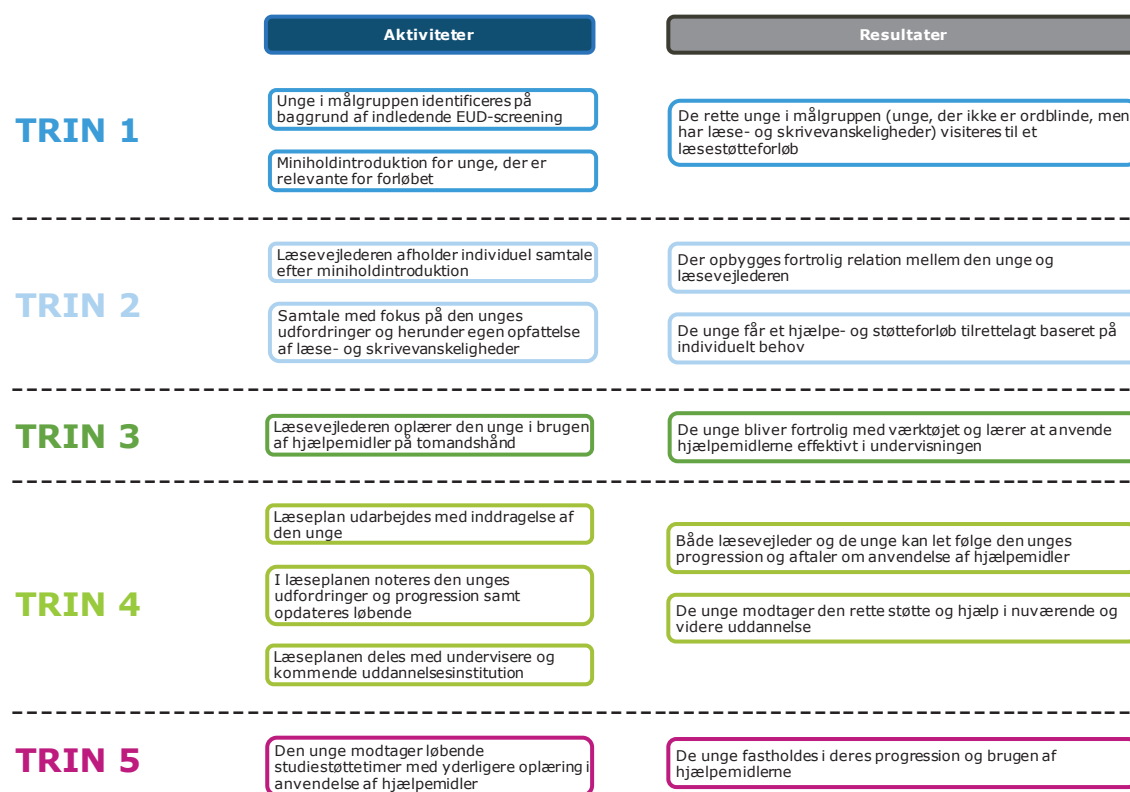 Aktiviteter
Resultater
TRIN 1
Unge i målgruppen identificeres på
baggrund af indledende EUD-screening
Miniholdintroduktion for unge, der er
relevante for forløbet
De rette unge i målgruppen (unge, der ikke er ordblinde, men
har læse- og skrivevanskeligheder) visiteres til et
læsestøtteforløb
TRIN 2
Læsevejlederen afholder individuel samtale
efter miniholdintroduktion
Samtale med fokus på den unges
udfordringer og herunder egen opfattelse
af læse- og skrivevanskeligheder
Der opbygges fortrolig relation mellem den unge og
læsevejlederen
De unge får et hjælpe- og støtteforløb tilrettelagt baseret på
individuelt behov
TRIN 3
Læsevejlederen oplærer den unge i brugen
af hjælpemidler på tomandshånd
De unge bliver fortrolig med værktøjet og lærer at anvende
hjælpemidlerne effektivt i undervisningen
TRIN 4
Læseplan udarbejdes med inddragelse af
den unge
I læseplanen noteres den unges
udfordringer og progression samt
opdateres løbende
Læseplanen deles med undervisere og
kommende uddannelsesinstitution
Både læsevejleder og de unge kan let følge den unges
progression og aftaler om anvendelse af hjælpemidler
De unge modtager den rette støtte og hjælp i nuværende og
videre uddannelse
TRIN 5
Den unge modtager løbende
studiestøttetimer med yderligere oplæring i
anvendelse af hjælpemidler
De unge fastholdes i deres progression og brugen af
hjælpemidlerne